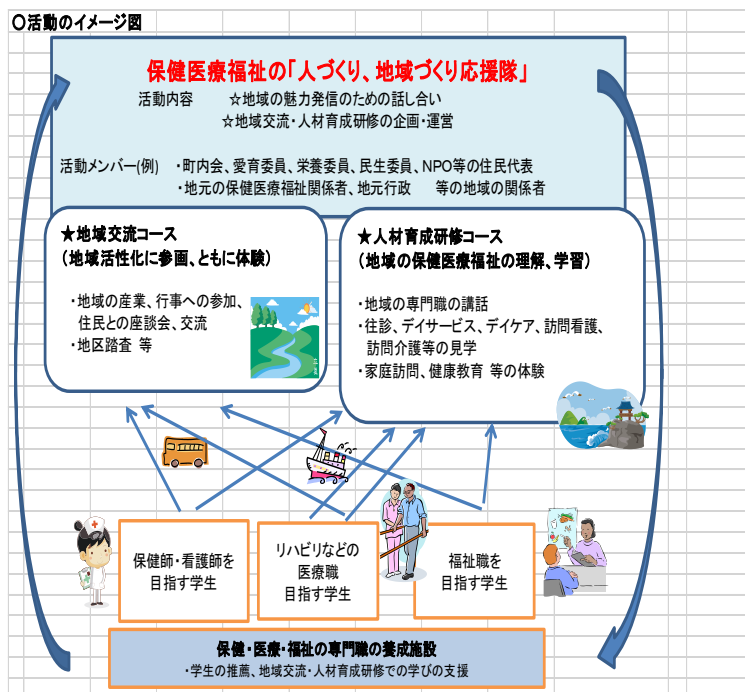 〇活動のイメージ図
保健医療福祉の「人づくり、地域づくり応援隊」
活動内容　　☆地域の魅力発信のための話し合い
☆地域交流・人材育成研修の企画・運営
活動メンバー(例)　・町内会、愛育委員、栄養委員、民生委員、NPO等の住民代表
・地元の保健医療福祉関係者、地元行政　　等の地域の関係者
★地域交流コース
（地域活性化に参画、ともに体験）
・地域の産業、行事への参加、
住民との座談会、交流
・地区踏査 等
★人材育成研修コース
（地域の保健医療福祉の理解、学習）
・地域の専門職の講話
・往診、デイサービス、デイケア、訪問看護、
訪問介護等の見学
・家庭訪問、健康教育 等の体験
保健師・看護師を
目指す学生
リハビリなどの
医療職
目指す学生
福祉職を
目指す学生
保健・医療・福祉の専門職の養成施設
・学生の推薦、地域交流・人材育成研修での学びの支援